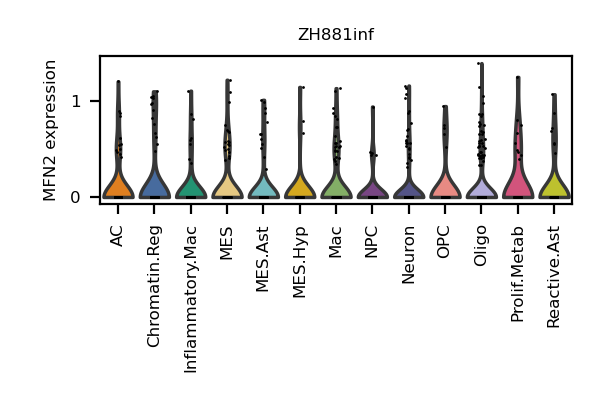 ZH881inf
MFN2 expression
1
0
AC
Chromatin.Reg
Inflammatory.Mac
MES
MES.Ast
MES.Hyp
Mac
NPC
Neuron
OPC
Oligo
Prolif.Metab
Reactive.Ast